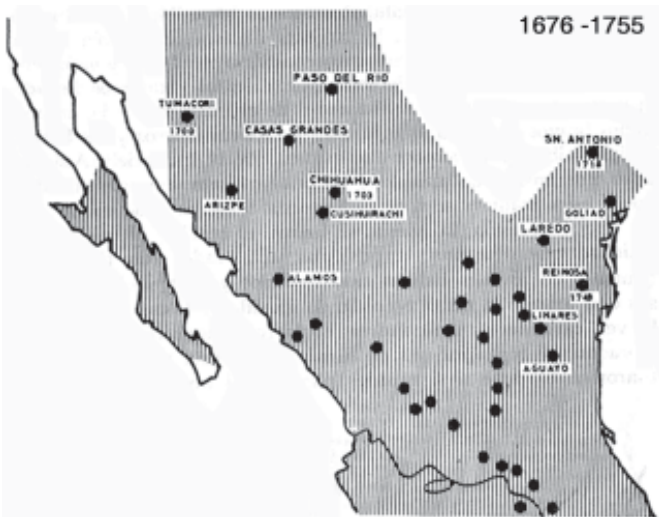 1676 -1755
PASO DEL RIO
TUMACORI
1700
CASAS GRANDES
SN. ANTONIO
1718
ARIZPE
CHIHUAHUA
1703
CUSIHUIRACHI
GOLIAD
LAREDO
ALAMOS
REINOSA
1749
LINARES
AGUAYO